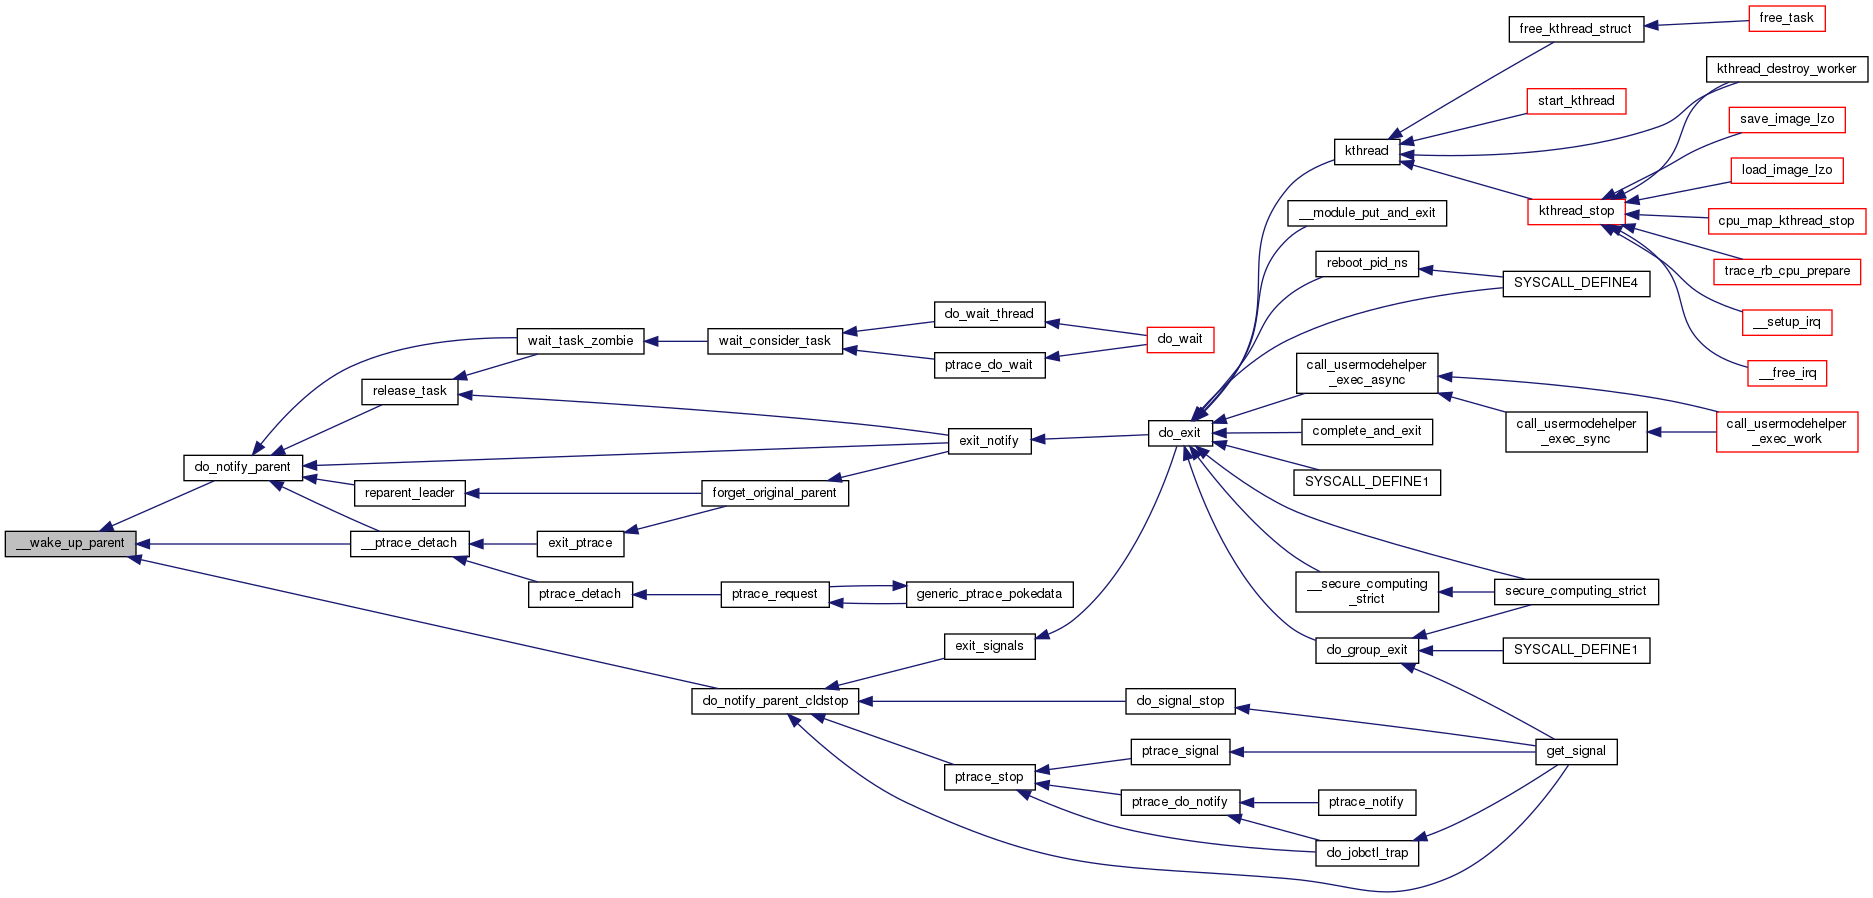 __wake_up_parent
do_notify_parent
release_task
reparent_leader
__ptrace_detach
wait_task_zombie
exit_ptrace
ptrace_detach
wait_consider_task
forget_original_parent
ptrace_request
do_notify_parent_cldstop
do_wait_thread
ptrace_do_wait
exit_notify
generic_ptrace_pokedata
exit_signals
ptrace_stop
do_wait
do_exit
do_signal_stop
ptrace_signal
ptrace_do_notify
kthread
__module_put_and_exit
reboot_pid_ns
call_usermodehelper
_exec_async
complete_and_exit
SYSCALL_DEFINE1
__secure_computing
_strict
do_group_exit
ptrace_notify
do_jobctl_trap
free_kthread_struct
start_kthread
kthread_stop
SYSCALL_DEFINE4
call_usermodehelper
_exec_sync
secure_computing_strict
SYSCALL_DEFINE1
get_signal
free_task
kthread_destroy_worker
save_image_lzo
load_image_lzo
cpu_map_kthread_stop
trace_rb_cpu_prepare
__setup_irq
__free_irq
call_usermodehelper
_exec_work